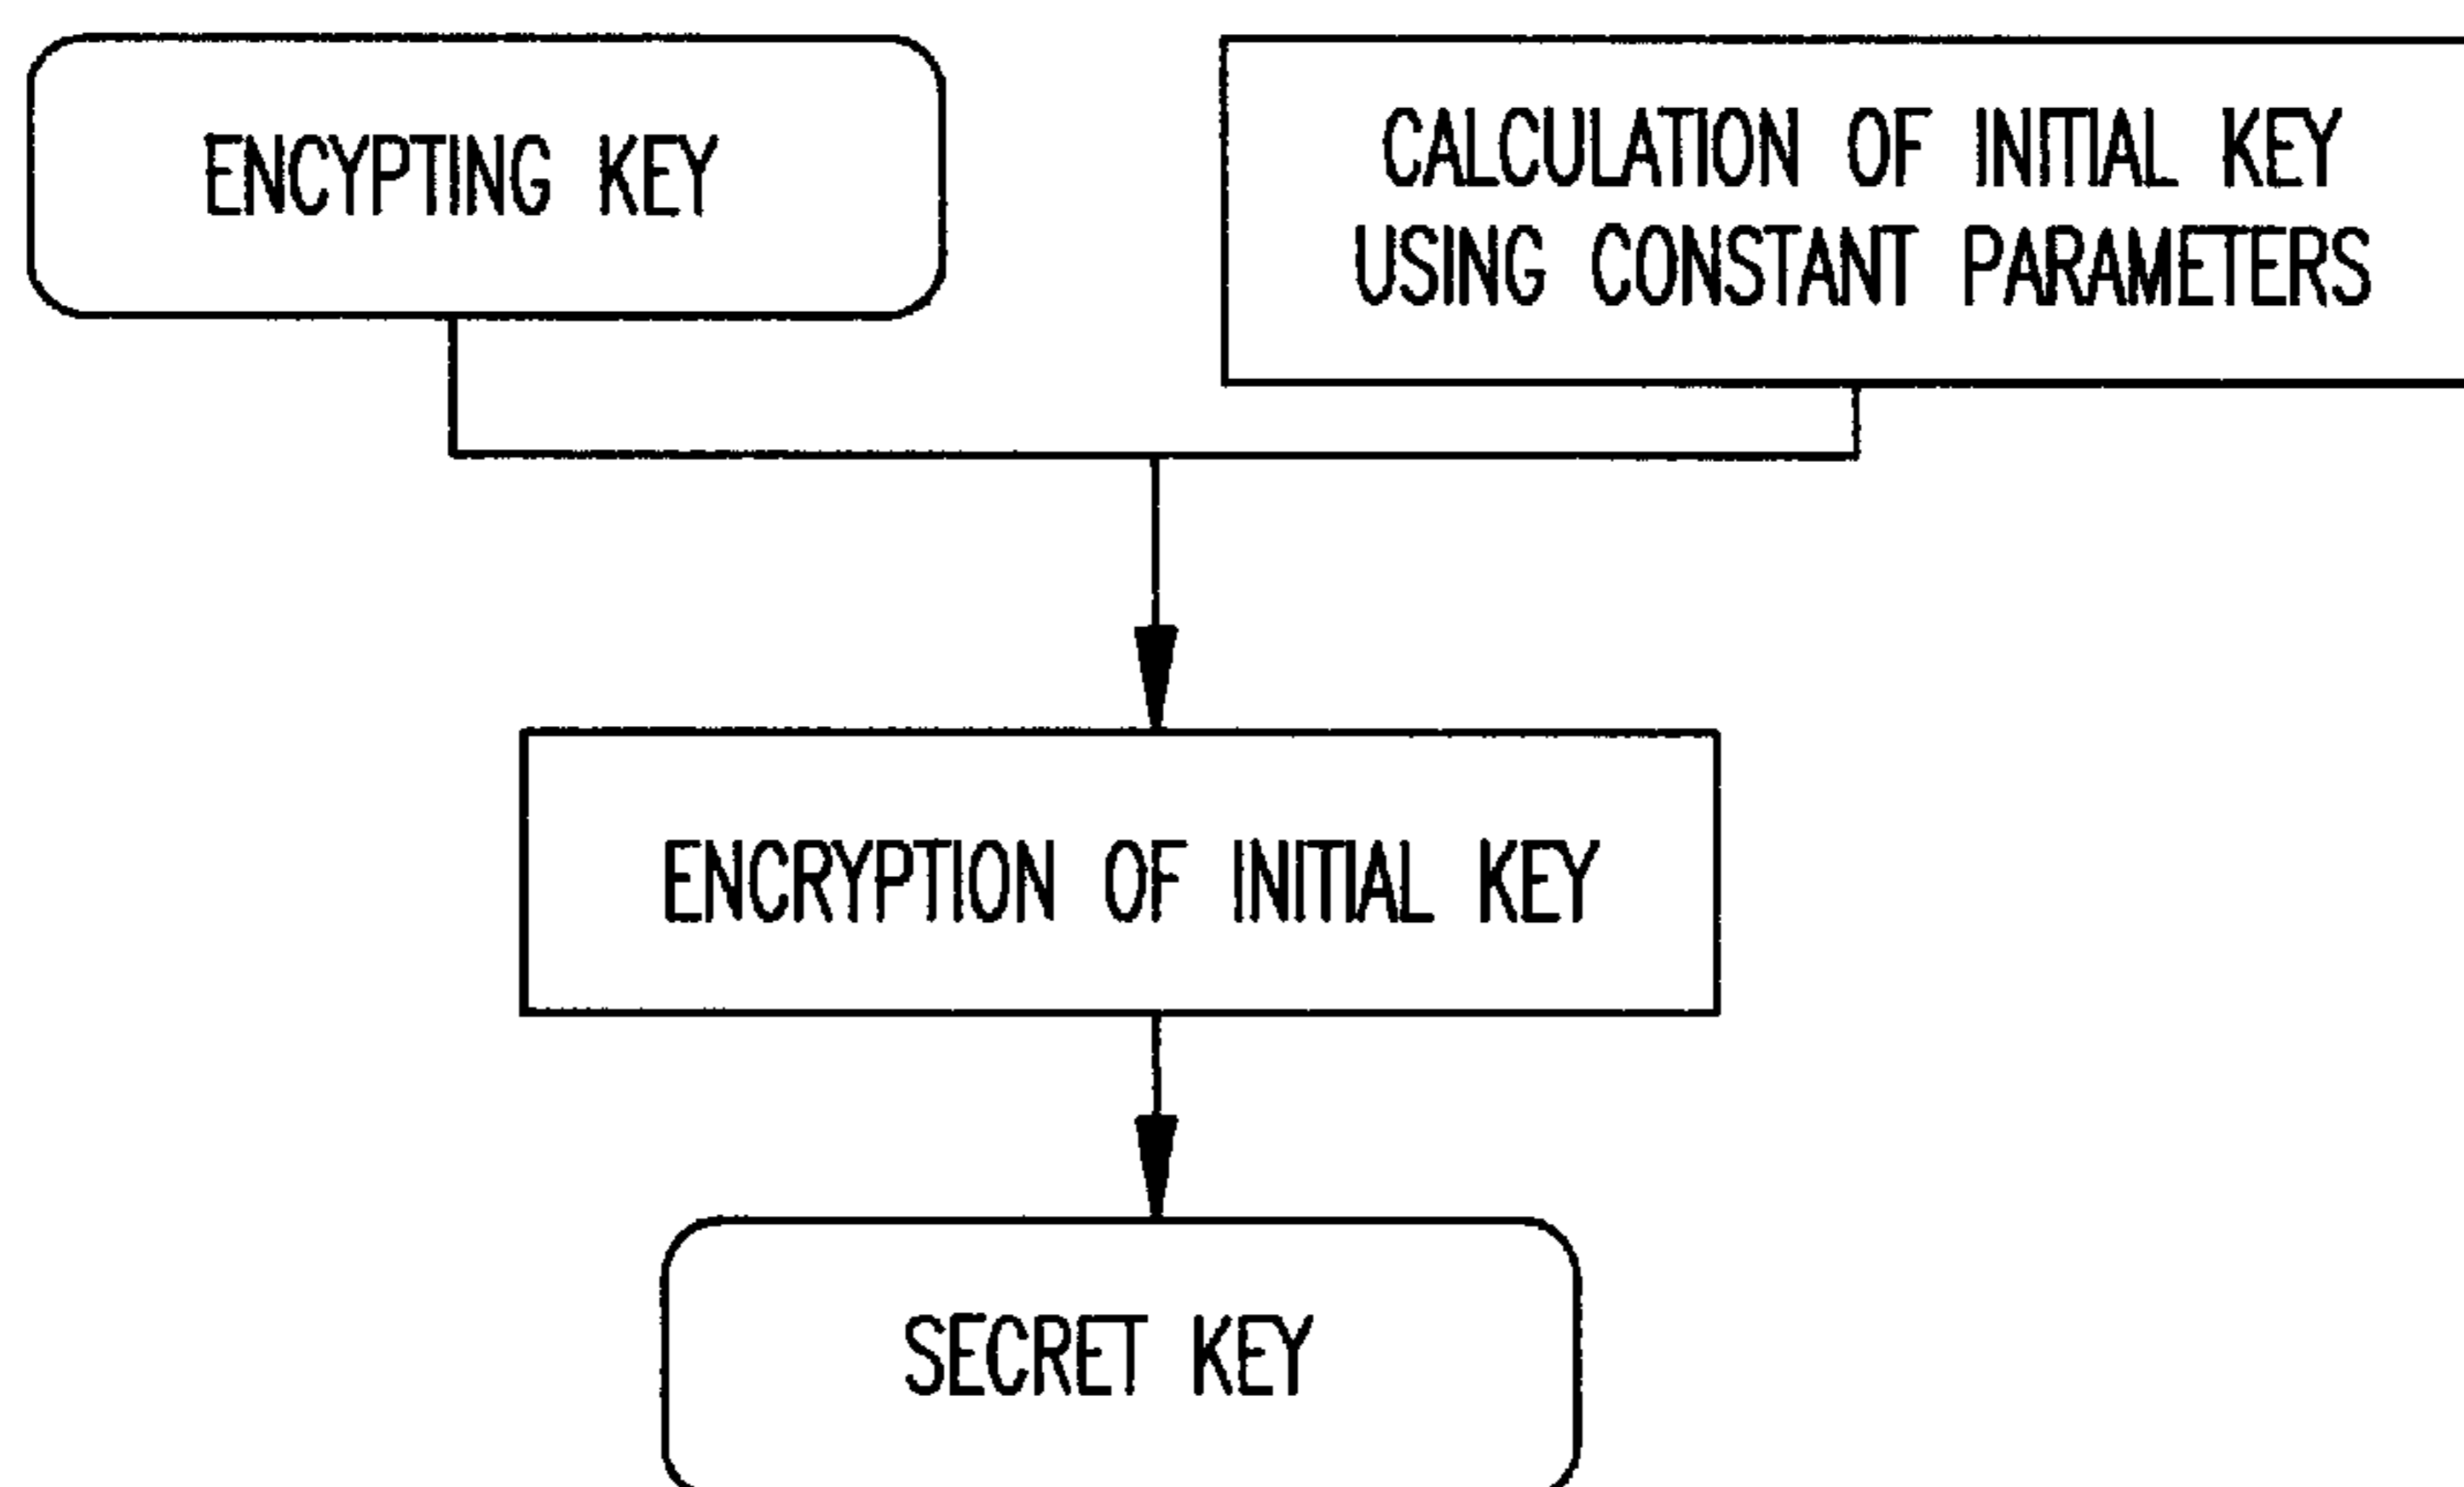 ENCYPTING KEY
CALCULATION OF INITIAL KEY
USING CONSTANT PARAMETERS
ENCRYPTION OF INITIAL KEY
SECRET KEY